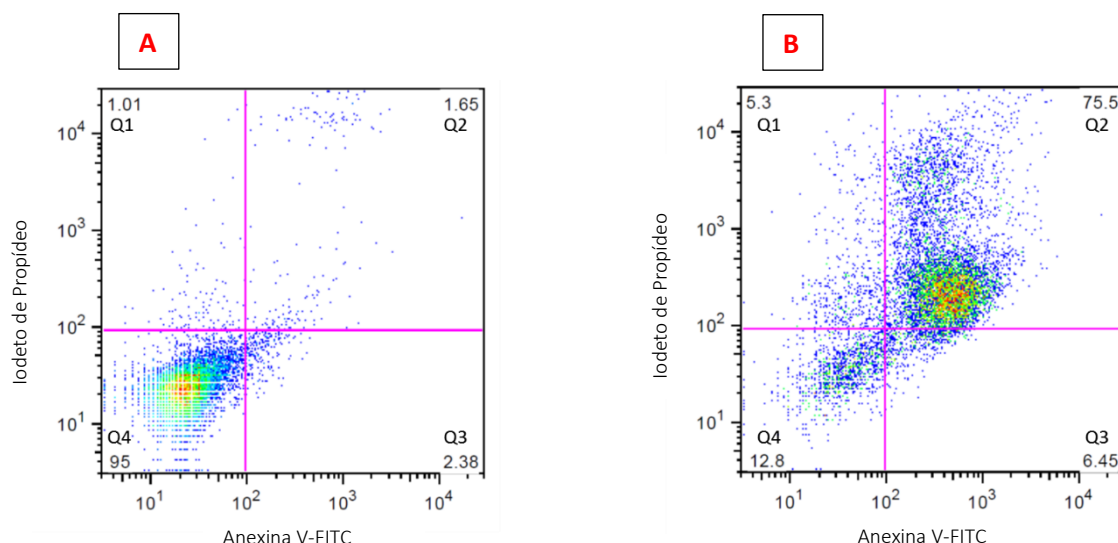 A
1.01
1.65
Q1
Q2
10⁴
10³
10²
10¹
Iodeto de Propídeo
Q4
Q3
95
2.38
10¹
10²
10³
10⁴
Anexina V-FITC
B
5.3
75.5
Q1
Q2
10⁴
10³
10²
10¹
Iodeto de Propídeo
Q4
Q3
12.8
6.45
10¹
10²
10³
10⁴
Anexina V-FITC